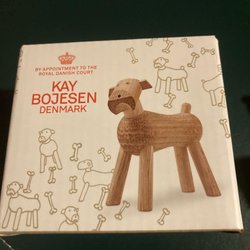 BY APPOINTMENT TO THE
ROYAL DANISH COURT
KAY
BOJESEN
DENMARK